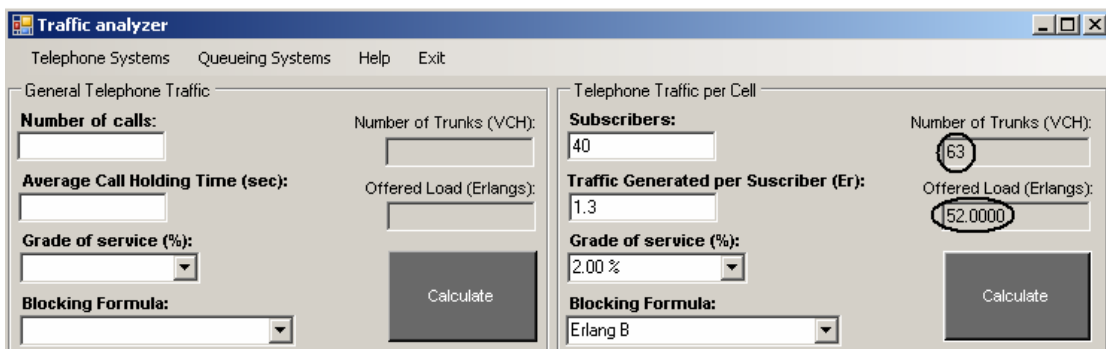 Traffic analyzer
Telephone Systems Queueing Systems Help Exit
General Telephone Traffic
Number of calls:
Number of Trunks (VCH):
Average Call Holding Time (sec):
Offered Load (Erlangs):
Grade of service (%):
Blocking Formula:
Calculate
Telephone Traffic per Cell
Subscribers:
40
Number of Trunks (VCH):
63
Traffic Generated per Suscriber (Er):
1.3
Offered Load (Erlangs):
52.0000
Grade of service (%):
2.00 %
Blocking Formula:
Erlang B
Calculate